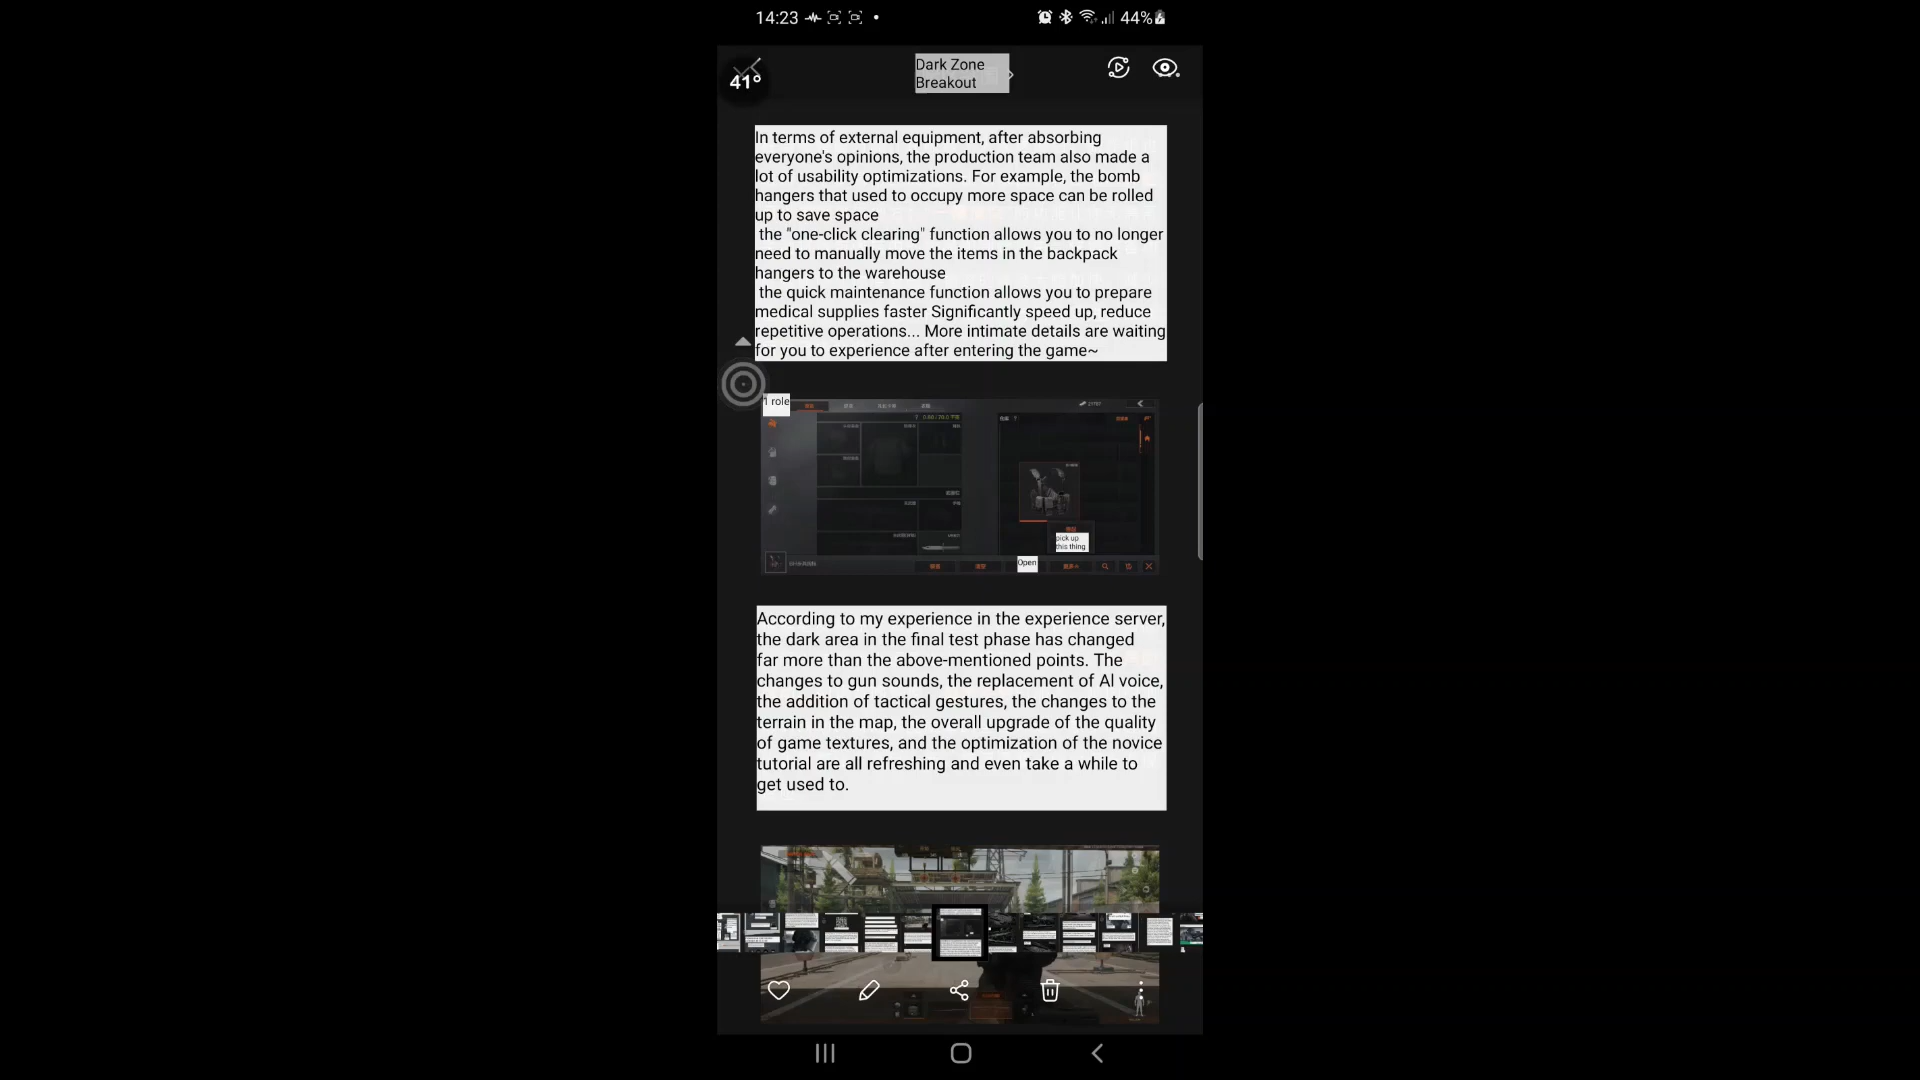 14:23
44%
41°
Dark Zone
Breakout
In terms of external equipment, after absorbing
everyone's opinions, the production team also made a
lot of usability optimizations. For example, the bomb
hangers that used to occupy more space can be rolled
up to save space
the "one-click clearing" function allows you to no longer
need to manually move the items in the backpack
hangers to the warehouse
the quick maintenance function allows you to prepare
medical supplies faster Significantly speed up, reduce
repetitive operations... More intimate details are waiting
for you to experience after entering the game~
1 role
pick up
this thing
Open
According to my experience in the experience server,
the dark area in the final test phase has changed
far more than the above-mentioned points. The
changes to gun sounds, the replacement of AI voice,
the addition of tactical gestures, the changes to the
terrain in the map, the overall upgrade of the quality
of game textures, and the optimization of the novice
tutorial are all refreshing and even take a while to
get used to.